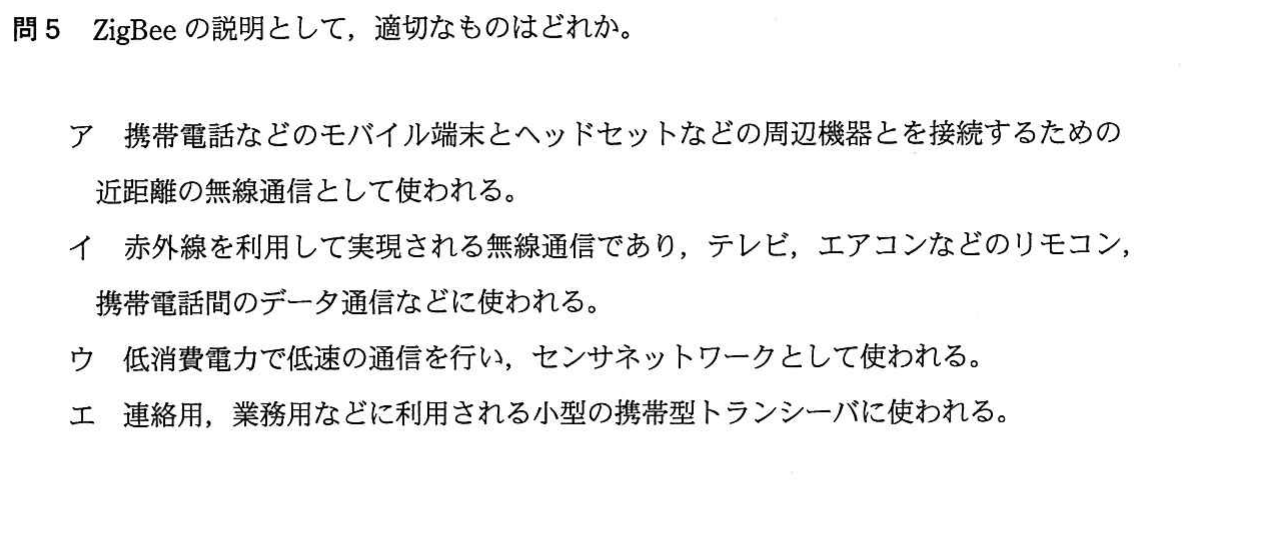 問5 ZigBee の説明として，適切なものはどれか。
ア 携帯電話などのモバイル端末とヘッドセットなどの周辺機器とを接続するための
近距離の無線通信として使われる。
イ 赤外線を利用して実現される無線通信であり，テレビ，エアコンなどのリモコン，
携帯電話間のデータ通信などに使われる。
ウ 低消費電力で低速の通信を行い，センサネットワークとして使われる。
エ 連絡用，業務用などに利用される小型の携帯型トランシーバに使われる。